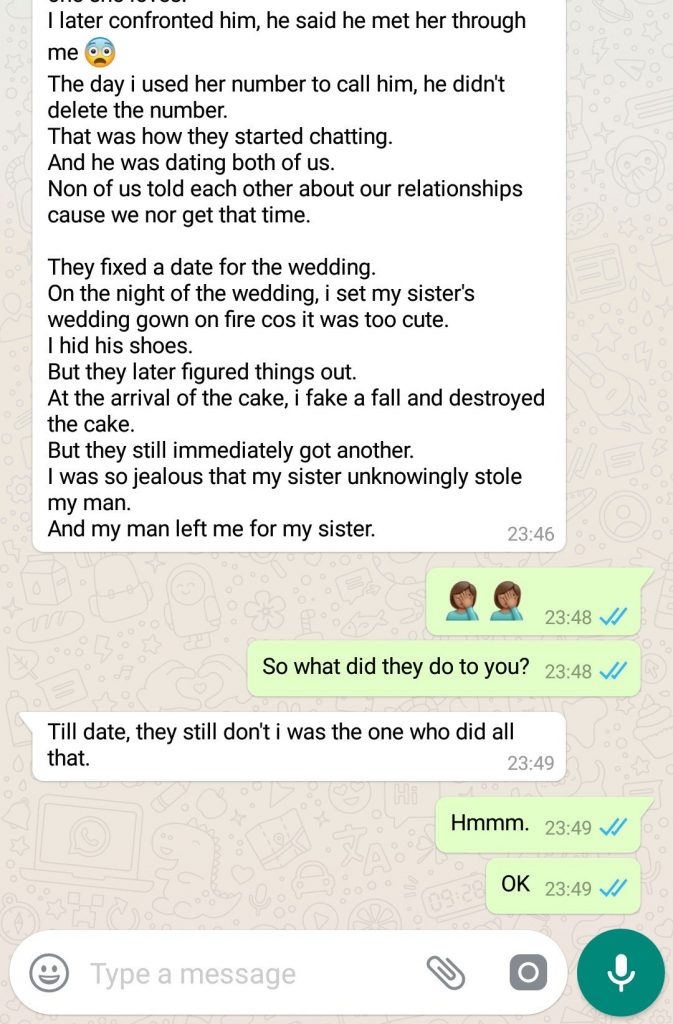 I later confronted him, he said he met her through
me 😨
The day i used her number to call him, he didn't
delete the number.
That was how they started chatting.
And he was dating both of us.
Non of us told each other about our relationships
cause we nor get that time.
They fixed a date for the wedding.
On the night of the wedding, i set my sister's
wedding gown on fire cos it was too cute.
I hid his shoes.
But they later figured things out.
At the arrival of the cake, i fake a fall and destroyed
the cake.
But they still immediately got another.
I was so jealous that my sister unknowingly stole
my man.
And my man left me for my sister.
23:46
🤦🏾‍♀️🤦🏾‍♀️ 23:48
So what did they do to you? 23:48
Till date, they still don't i was the one who did all
that.
23:49
Hmmm. 23:49
OK 23:49
Type a message